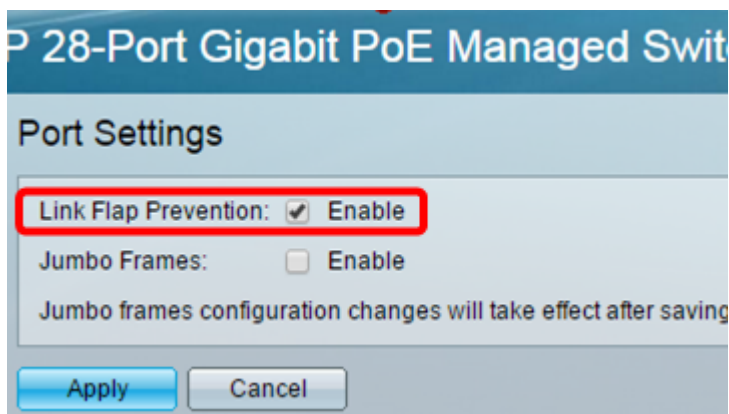 P 28-Port Gigabit PoE Managed
Port Settings
Link Flap Prevention: Enable
Jumbo Frames: Enable
Jumbo frames configuration changes will take effect after saving
Apply Cancel